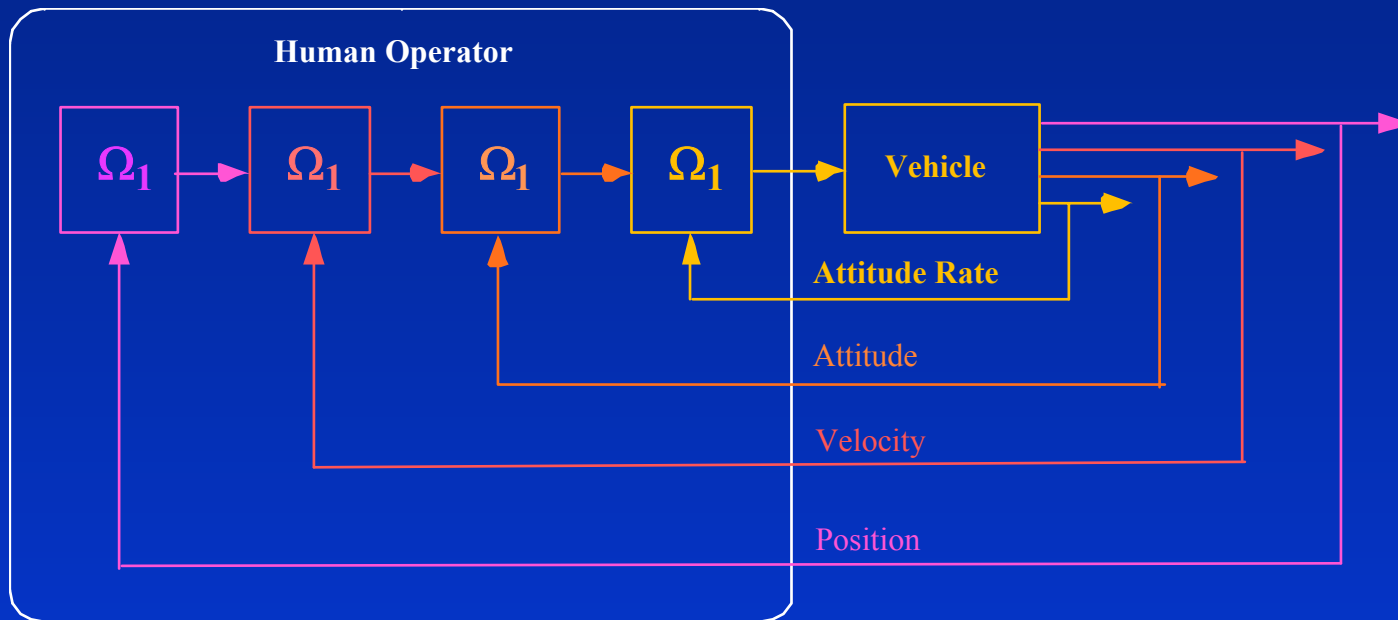 Human Operator
Ω₁ Ω₁ Ω₁ Ω₁ Vehicle
Attitude Rate
Attitude
Velocity
Position